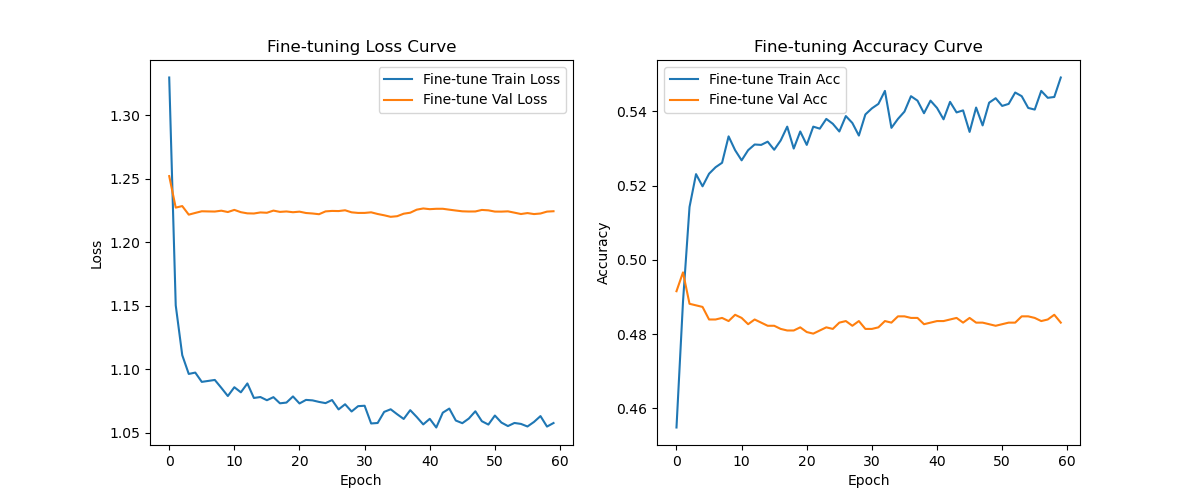 Fine-tuning Loss Curve
Fine-tune Train Loss
Fine-tune Val Loss
1.30
1.25
1.20
1.15
1.10
1.05
Loss
0 10 20 30 40 50 60
Epoch
Fine-tuning Accuracy Curve
Fine-tune Train Acc
Fine-tune Val Acc
0.54
0.52
0.50
0.48
0.46
Accuracy
0 10 20 30 40 50 60
Epoch